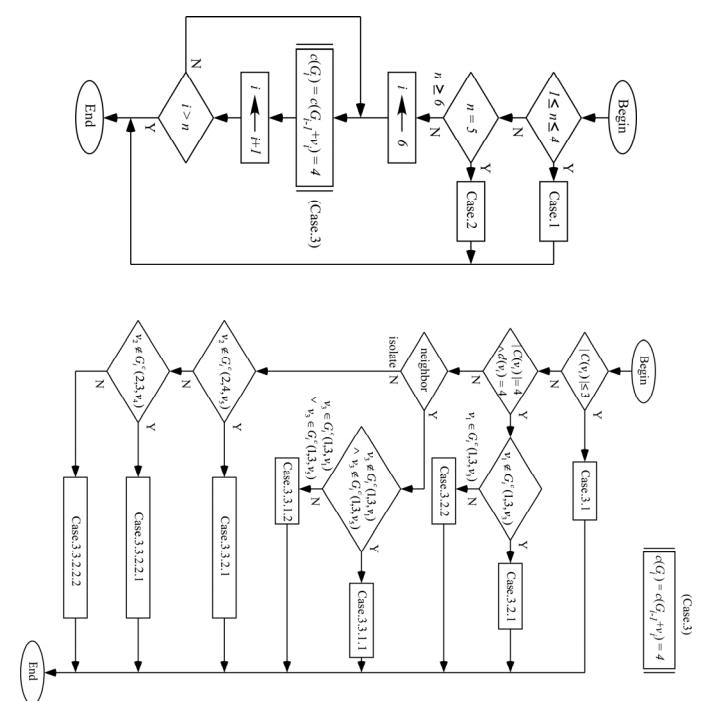 Begin
1 ≤ n ≤ 4
Y
N
Case.1
n = 5
Y
N
Case.2
n ≥ 6
i ← 6
c(G_i) = c(G_{i-1}+v_i) = 4
(Case.3)
i ← i+1
i > n
N
Y
End
(Case.3)
c(G_i) = c(G_{i-1}+v_i) = 4
Begin
|C(v_i)|≤3
Y
N
Case.3.1
|C(v_i)|=4
^d(v_i) = 4
Y
N
v_1 ∉ G_i^c(1,3,v_3)
Y
N
Case.3.2.1
v_1 ∈ G_i^c(1,3,v_3)
Case.3.2.2
neighbor
Y
N
isolate
v_3 ∉ G_i^c(1,3,v_1)
^ v_3 ∉ G_i^c(1,3,v_5)
Y
N
Case.3.3.1.1
v_3 ∈ G_i^c(1,3,v_1)
∨ v_3 ∈ G_i^c(1,3,v_5)
Case.3.3.1.2
v_2 ∉ G_i^c(2,4,v_5)
Y
N
Case.3.3.2.1
v_2 ∉ G_i^c(2,3,v_4)
Y
N
Case.3.3.2.2.1
Case.3.3.2.2.2
End